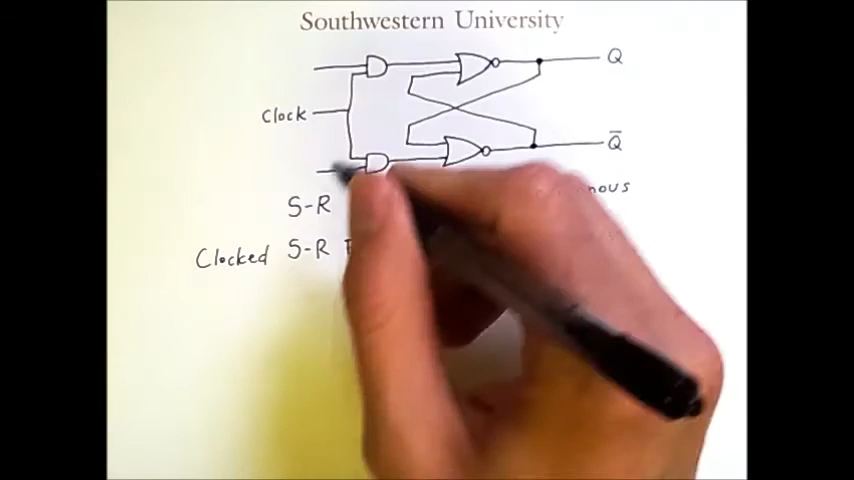 Southwestern University
Q
Clock
Q̅
S-R
Clocked S-R